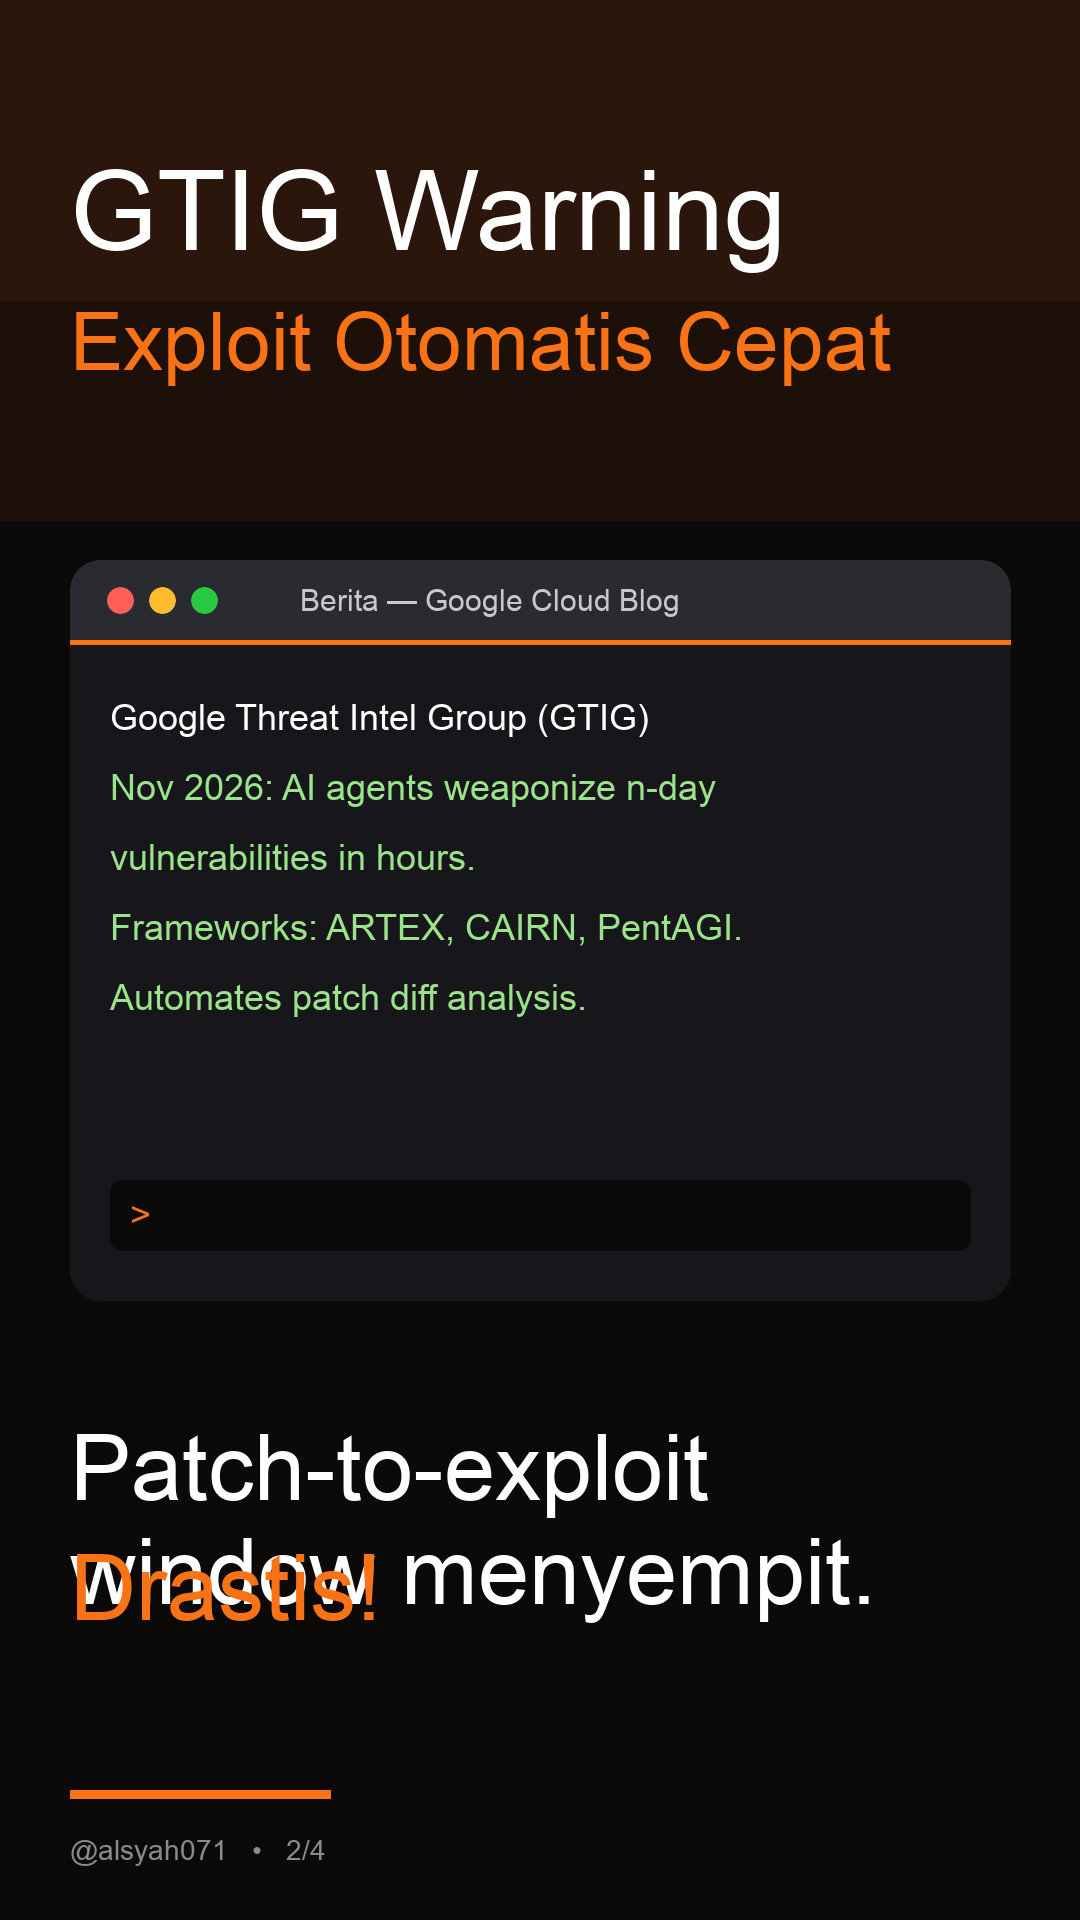 GTIG Warning
Exploit Otomatis Cepat
Berita — Google Cloud Blog
Google Threat Intel Group (GTIG)
Nov 2026: AI agents weaponize n-day
vulnerabilities in hours.
Frameworks: ARTEX, CAIRN, PentAGI.
Automates patch diff analysis.
>
Patch-to-exploit
window menyempit.
Drastis!
@alsyah071 • 2/4